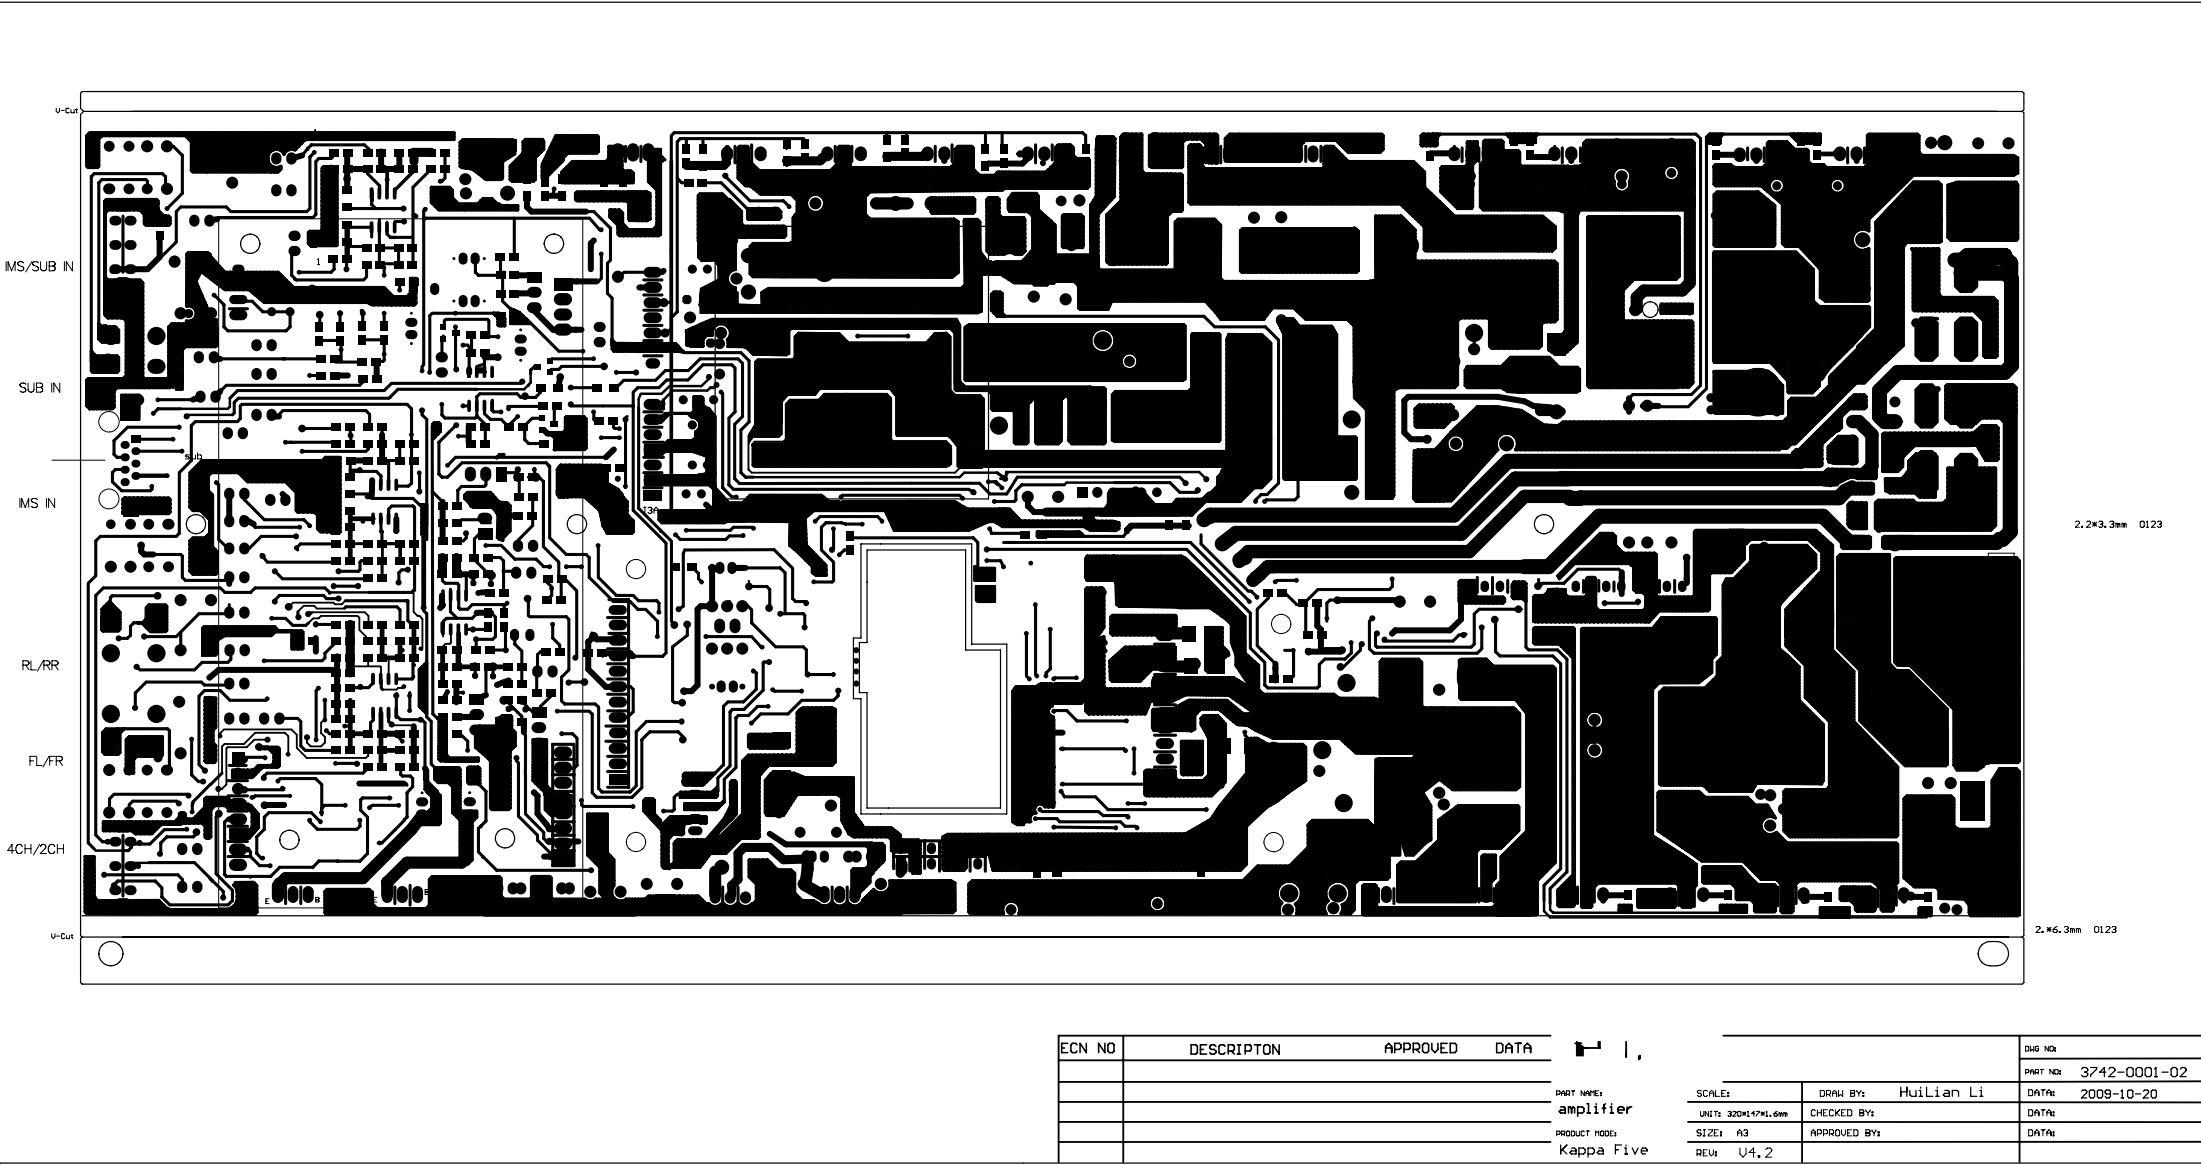 V-Cut
IMS/SUB IN
1
SUB IN
sub
IMS IN
2.2*3.3mm 0123
RL/RR
FL/FR
4CH/2CH
E B
E
V-Cut
2.*6.3mm 0123
ECN NO DESCRIPTON APPROVED DATA
DWG NO:
PART NO: 3742-0001-02
PART NAME: SCALE: DRAW BY: HuiLian Li DATA: 2009-10-20
amplifier UNIT: 320*147*1.6mm CHECKED BY: DATA:
PRODUCT MODE: SIZE: A3 APPROVED BY: DATA:
Kappa Five REV: V4.2